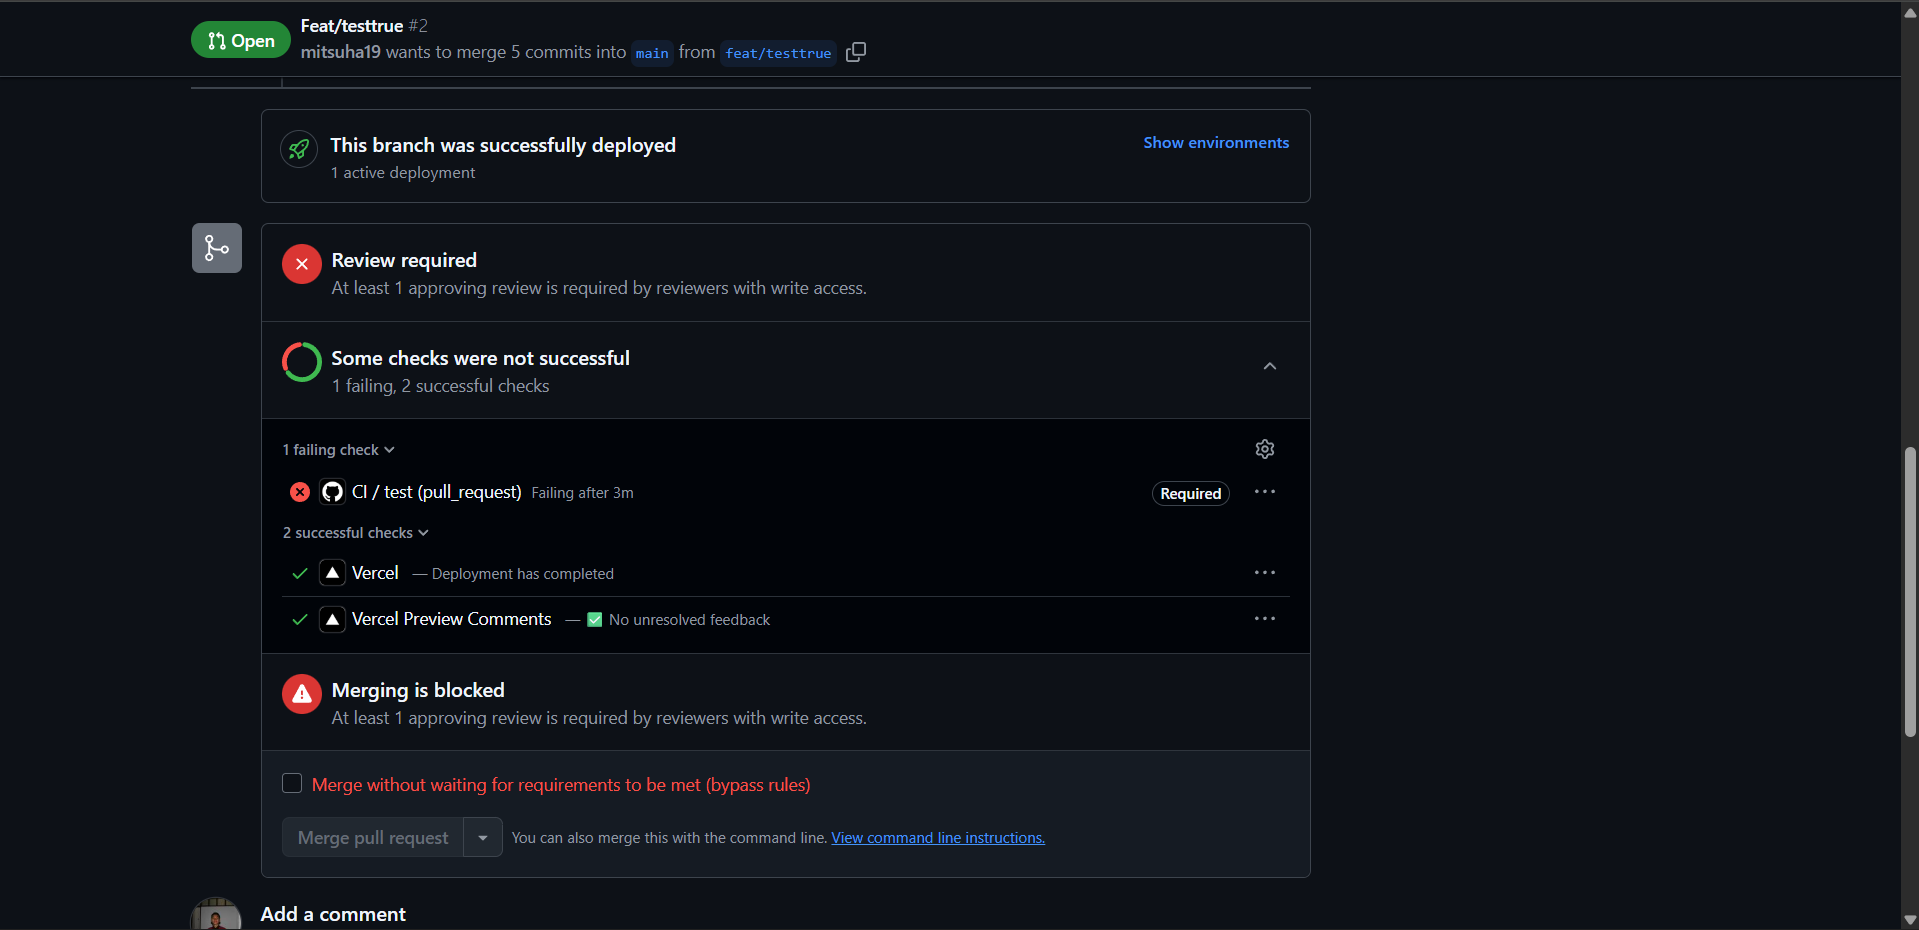 Open
Feat/testtrue #2
mitsuha19 wants to merge 5 commits into main from feat/testtrue
This branch was successfully deployed
Show environments
1 active deployment
Review required
At least 1 approving review is required by reviewers with write access.
Some checks were not successful
1 failing, 2 successful checks
1 failing check
CI / test (pull_request) Failing after 3m
Required
2 successful checks
Vercel — Deployment has completed
Vercel Preview Comments — ✅ No unresolved feedback
Merging is blocked
At least 1 approving review is required by reviewers with write access.
Merge without waiting for requirements to be met (bypass rules)
Merge pull request
You can also merge this with the command line. View command line instructions.
Add a comment